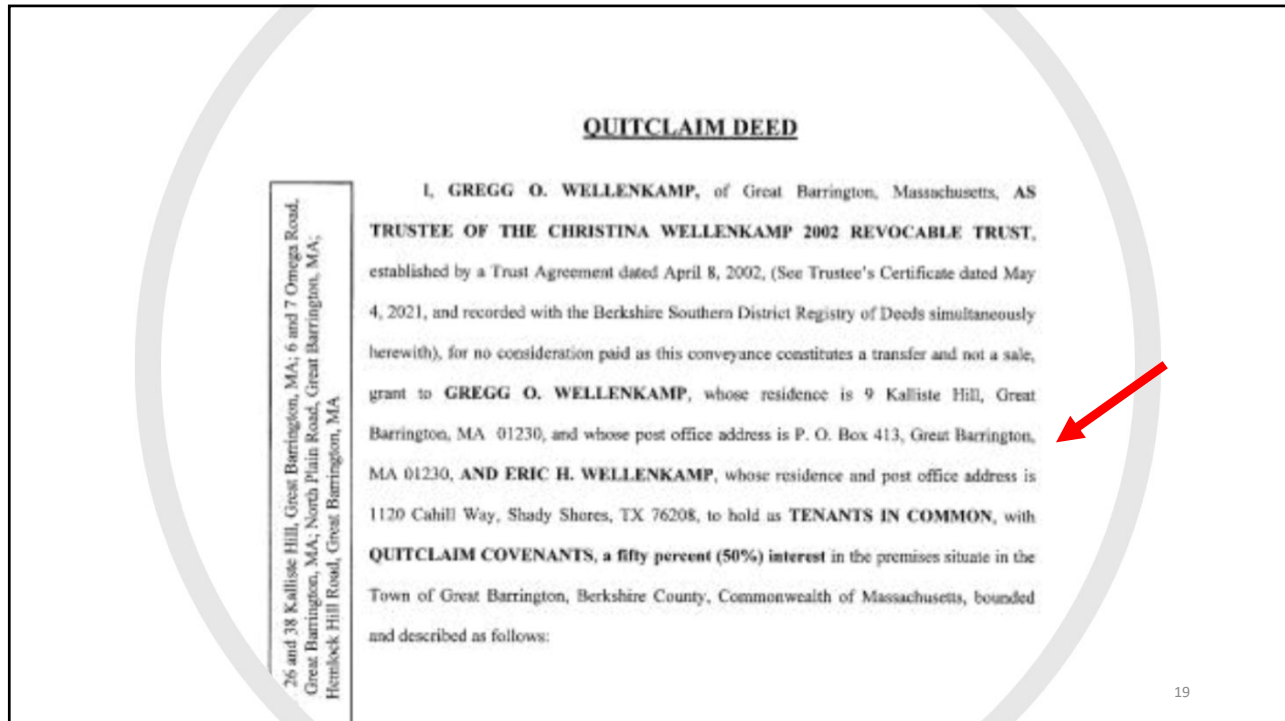 QUITCLAIM DEED
26 and 38 Kalliste Hill, Great Barrington, MA; 6 and 7 Omega Road,
Great Barrington, MA; North Plain Road, Great Barrington, MA;
Hemlock Hill Road, Great Barrington, MA
I, GREGG O. WELLENKAMP, of Great Barrington, Massachusetts, AS
TRUSTEE OF THE CHRISTINA WELLENKAMP 2002 REVOCABLE TRUST,
established by a Trust Agreement dated April 8, 2002, (See Trustee's Certificate dated May
4, 2021, and recorded with the Berkshire Southern District Registry of Deeds simultaneously
herewith), for no consideration paid as this conveyance constitutes a transfer and not a sale,
grant to GREGG O. WELLENKAMP, whose residence is 9 Kalliste Hill, Great
Barrington, MA 01230, and whose post office address is P. O. Box 413, Great Barrington,
MA 01230, AND ERIC H. WELLENKAMP, whose residence and post office address is
1120 Cahill Way, Shady Shores, TX 76208, to hold as TENANTS IN COMMON, with
QUITCLAIM COVENANTS, a fifty percent (50%) interest in the premises situate in the
Town of Great Barrington, Berkshire County, Commonwealth of Massachusetts, bounded
and described as follows:
19